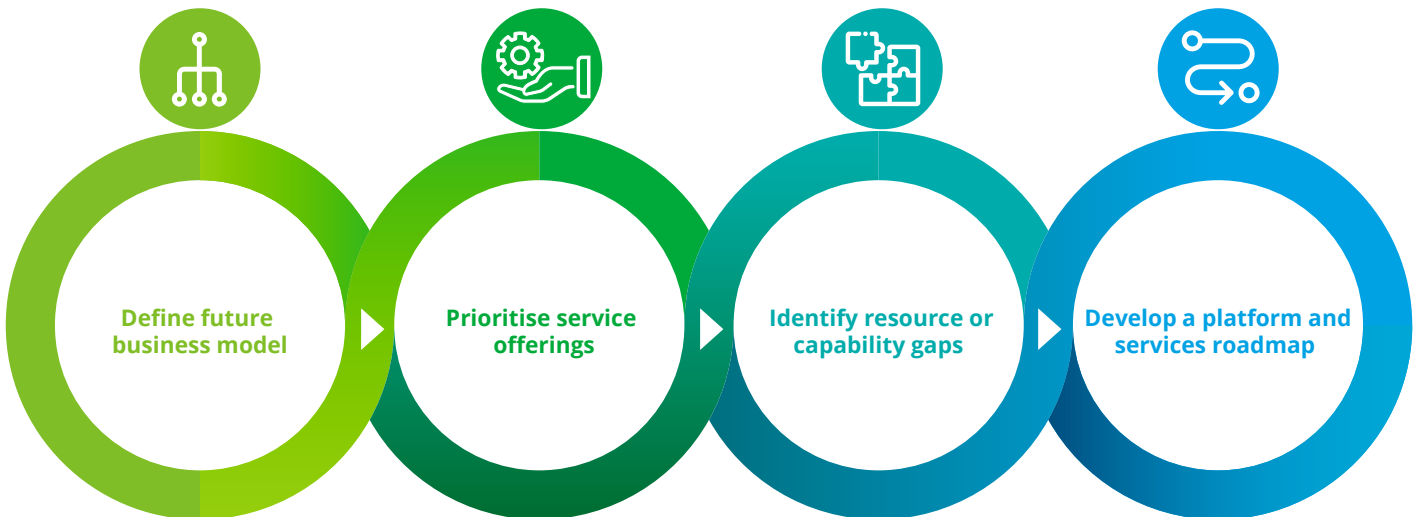 Define future
business model
Prioritise service
offerings
Identify resource or
capability gaps
Develop a platform and
services roadmap